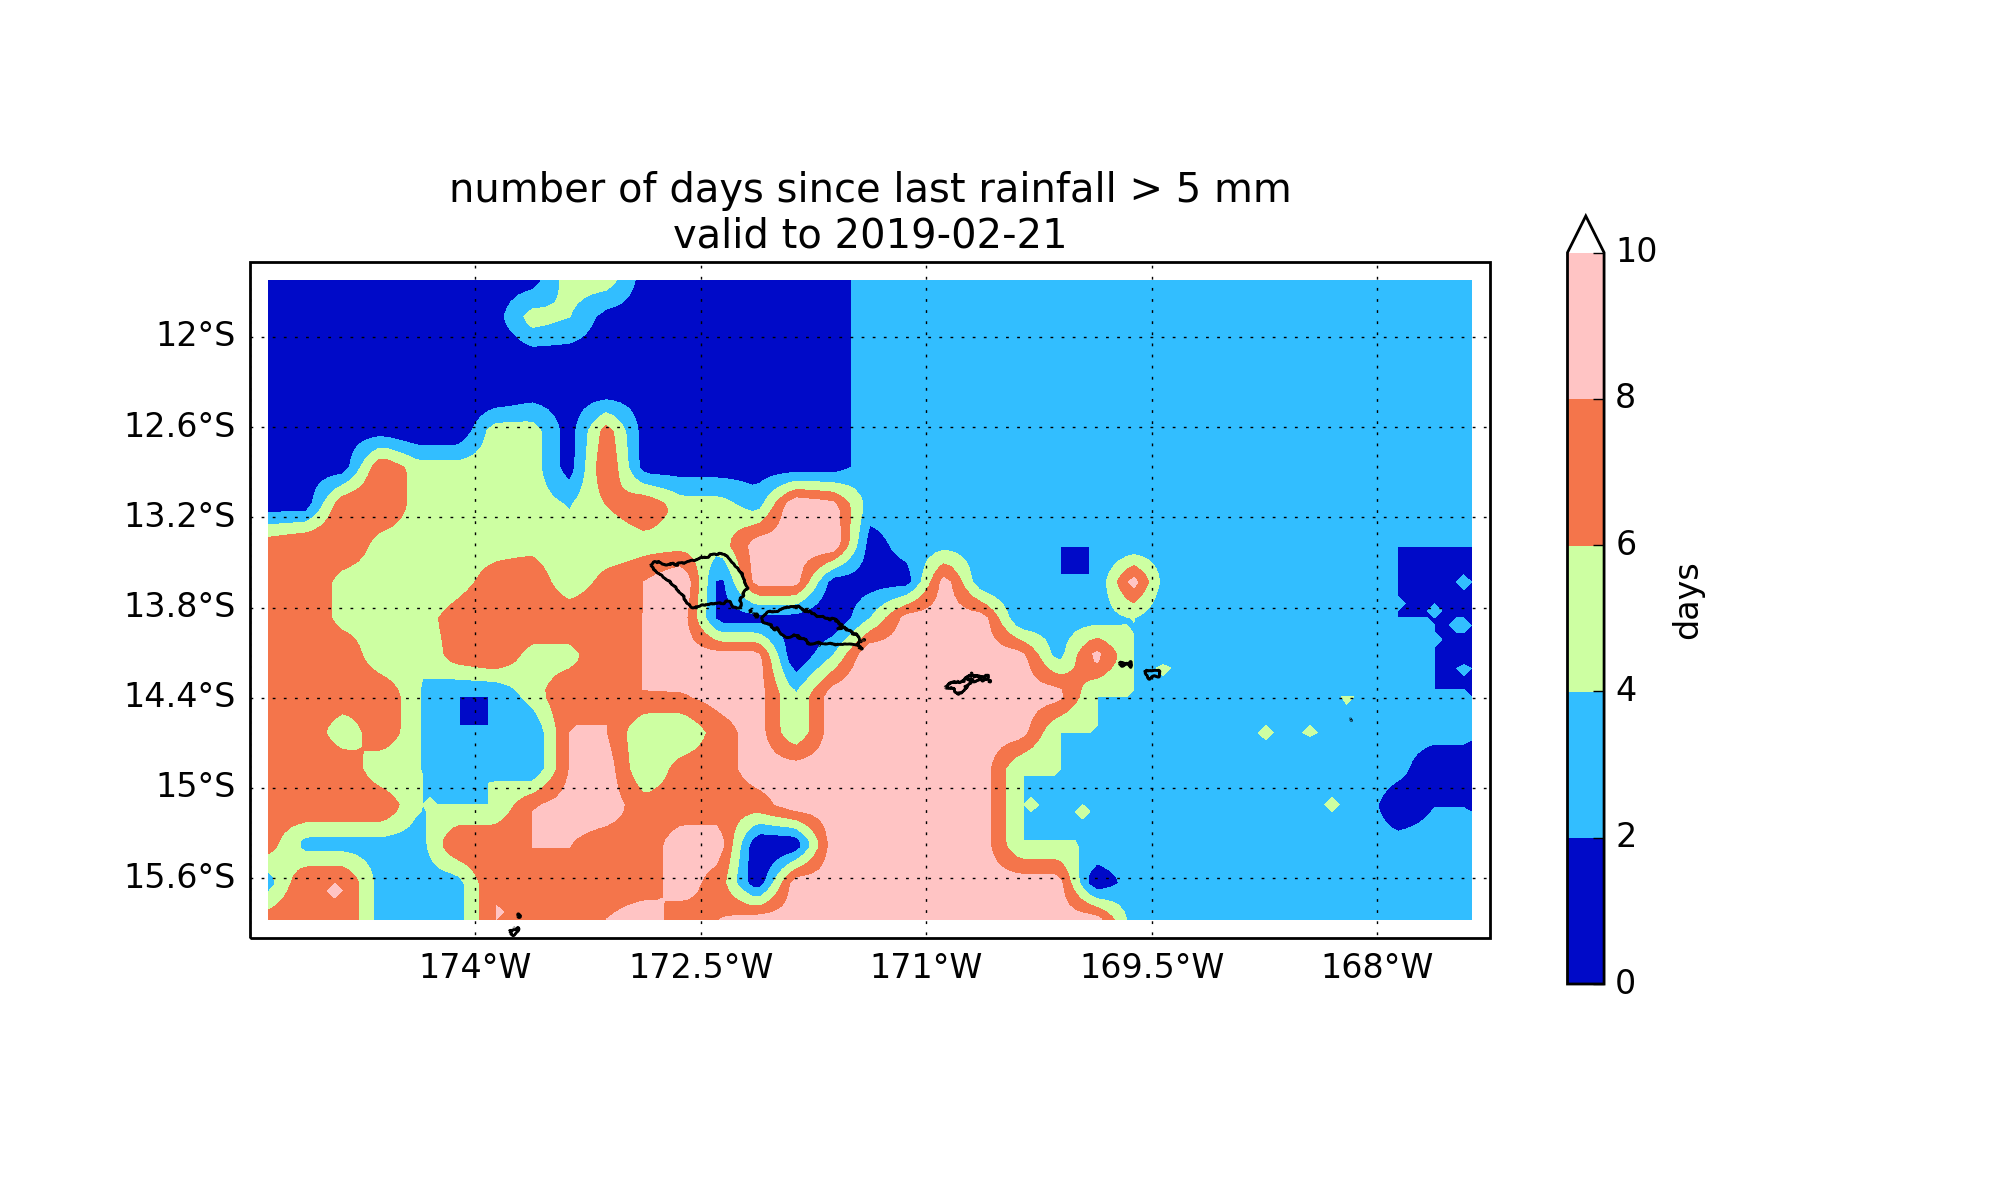 number of days since last rainfall > 5 mm
valid to 2019-02-21
12°S
12.6°S
13.2°S
13.8°S
14.4°S
15°S
15.6°S
174°W
172.5°W
171°W
169.5°W
168°W
10
8
6
4
2
0
days